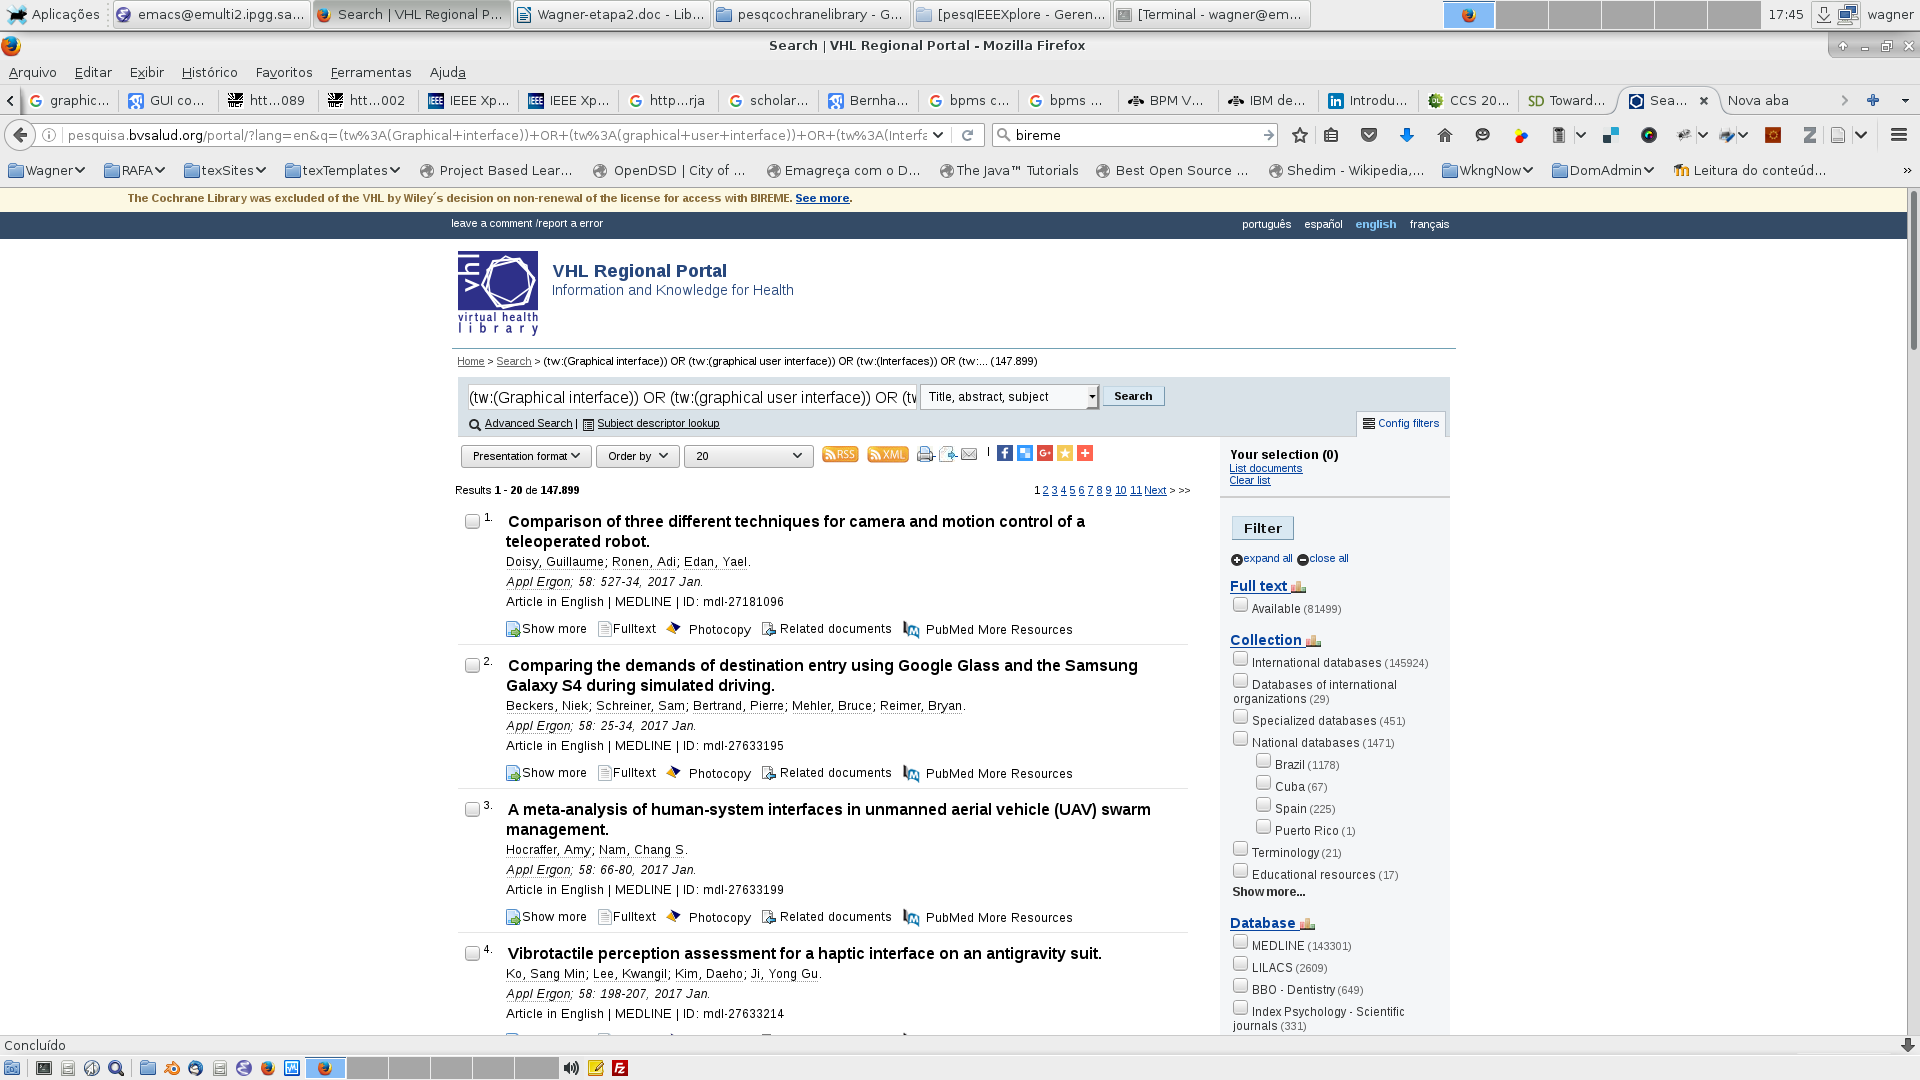 Aplicações
emacs@emulti2.ipgg.sa...
Search | VHL Regional P...
Wagner-etapa2.doc - Lib...
pesqcochranelibrary - G...
[pesqIEEEXplore - Geren...
[Terminal - wagner@em...
17:45
wagner
Search | VHL Regional Portal - Mozilla Firefox
Arquivo Editar Exibir Histórico Favoritos Ferramentas Ajuda
graphic... GUI co... htt...089 htt...002 IEEE Xp... IEEE Xp... http...rja scholar... Bernha... bpms c... bpms ... BPM V... IBM de... Introdu... CCS 20... Toward... Sea... Nova aba
pesquisa.bvsalud.org/portal/?lang=en&q=(tw%3A(Graphical+interface))+OR+(tw%3A(graphical+user+interface))+OR+(tw%3A(Interfa
bireme
Wagner RAFA texSites texTemplates Project Based Lear... OpenDSD | City of ... Emagreça com o D... The Java™ Tutorials Best Open Source ... Shedim - Wikipedia,... WkngNow DomAdmin Leitura do conteúd...
The Cochrane Library was excluded of the VHL by Wiley´s decision on non-renewal of the license for access with BIREME. See more.
leave a comment /report a error
português español english français
vhl
virtual health
library
VHL Regional Portal
Information and Knowledge for Health
Home > Search > (tw:(Graphical interface)) OR (tw:(graphical user interface)) OR (tw:(Interfaces)) OR (tw:... (147.899)
(tw:(Graphical interface)) OR (tw:(graphical user interface)) OR (tw
Title, abstract, subject
Search
Advanced Search | Subject descriptor lookup
Config filters
Presentation format
Order by
20
RSS
XML
|
Results 1 - 20 de 147.899
1 2 3 4 5 6 7 8 9 10 11 Next > >>
1. Comparison of three different techniques for camera and motion control of a
teleoperated robot.
Doisy, Guillaume; Ronen, Adi; Edan, Yael.
Appl Ergon; 58: 527-34, 2017 Jan.
Article in English | MEDLINE | ID: mdl-27181096
Show more Fulltext Photocopy Related documents PubMed More Resources
2. Comparing the demands of destination entry using Google Glass and the Samsung
Galaxy S4 during simulated driving.
Beckers, Niek; Schreiner, Sam; Bertrand, Pierre; Mehler, Bruce; Reimer, Bryan.
Appl Ergon; 58: 25-34, 2017 Jan.
Article in English | MEDLINE | ID: mdl-27633195
Show more Fulltext Photocopy Related documents PubMed More Resources
3. A meta-analysis of human-system interfaces in unmanned aerial vehicle (UAV) swarm
management.
Hocraffer, Amy; Nam, Chang S.
Appl Ergon; 58: 66-80, 2017 Jan.
Article in English | MEDLINE | ID: mdl-27633199
Show more Fulltext Photocopy Related documents PubMed More Resources
4. Vibrotactile perception assessment for a haptic interface on an antigravity suit.
Ko, Sang Min; Lee, Kwangil; Kim, Daeho; Ji, Yong Gu.
Appl Ergon; 58: 198-207, 2017 Jan.
Article in English | MEDLINE | ID: mdl-27633214
Your selection (0)
List documents
Clear list
Filter
expand all close all
Full text
Available (81499)
Collection
International databases (145924)
Databases of international
organizations (29)
Specialized databases (451)
National databases (1471)
Brazil (1178)
Cuba (67)
Spain (225)
Puerto Rico (1)
Terminology (21)
Educational resources (17)
Show more...
Database
MEDLINE (143301)
LILACS (2609)
BBO - Dentistry (649)
Index Psychology - Scientific
journals (331)
Concluído